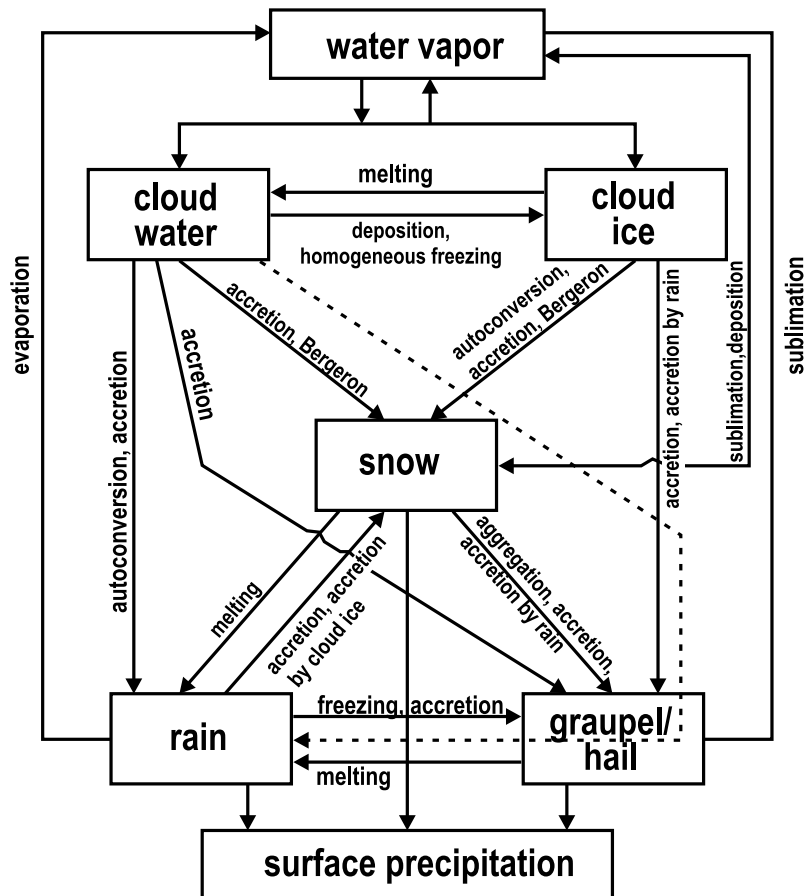 water vapor
melting
cloud
water
cloud
ice
deposition,
homogeneous freezing
evaporation
sublimation
accretion, Bergeron
autoconversion,
accretion, Bergeron
accretion, accretion by rain
sublimation,deposition
accretion
autoconversion, accretion
snow
melting
accretion, accretion
by cloud ice
aggregation, accretion,
accretion by rain
rain
freezing, accretion
graupel/
hail
melting
surface precipitation